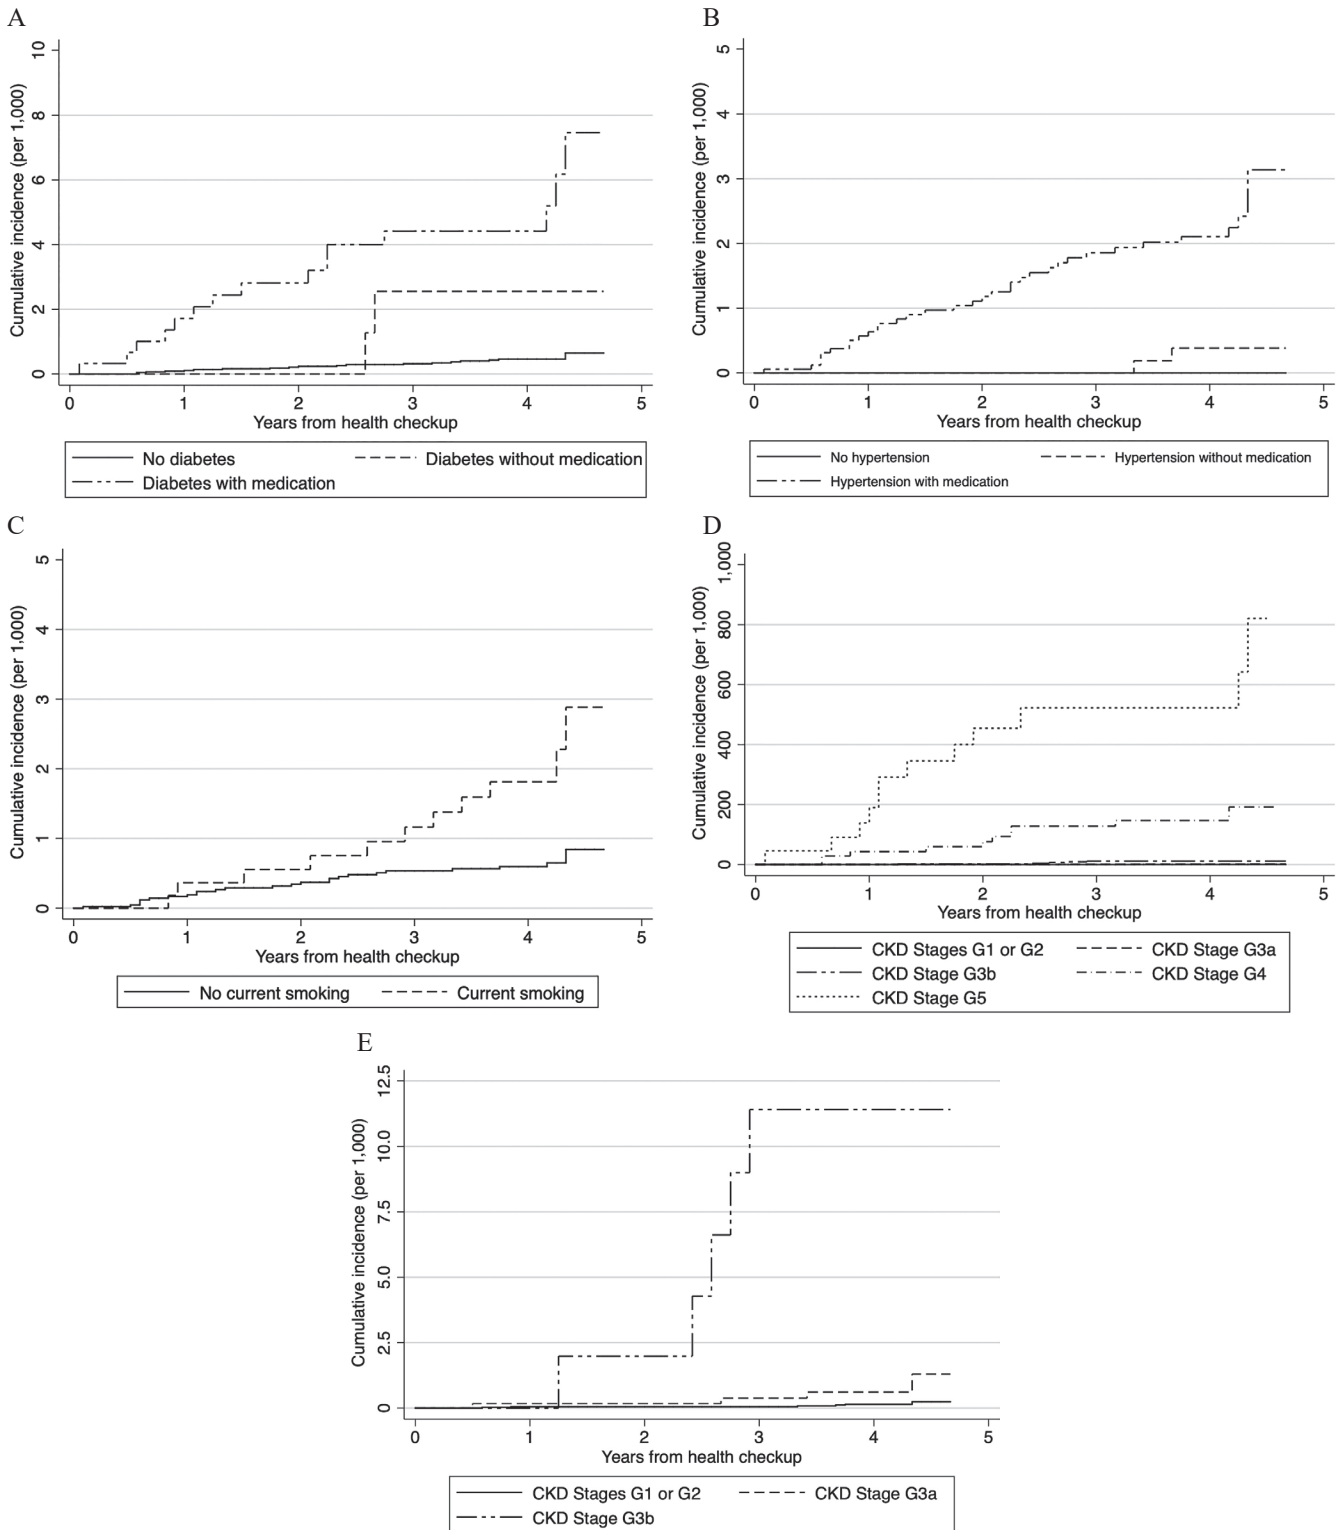 A
Cumulative incidence (per 1,000)
10
8
6
4
2
0
0 1 2 3 4 5
Years from health checkup
No diabetes
Diabetes without medication
Diabetes with medication
B
Cumulative incidence (per 1,000)
5
4
3
2
1
0
0 1 2 3 4 5
Years from health checkup
No hypertension
Hypertension without medication
Hypertension with medication
C
Cumulative incidence (per 1,000)
5
4
3
2
1
0
0 1 2 3 4 5
Years from health checkup
No current smoking
Current smoking
D
Cumulative incidence (per 1,000)
1,000
800
600
400
200
0
0 1 2 3 4 5
Years from health checkup
CKD Stages G1 or G2
CKD Stage G3a
CKD Stage G3b
CKD Stage G4
CKD Stage G5
E
Cumulative incidence (per 1,000)
12.5
10.0
7.5
5.0
2.5
0
0 1 2 3 4 5
Years from health checkup
CKD Stages G1 or G2
CKD Stage G3a
CKD Stage G3b